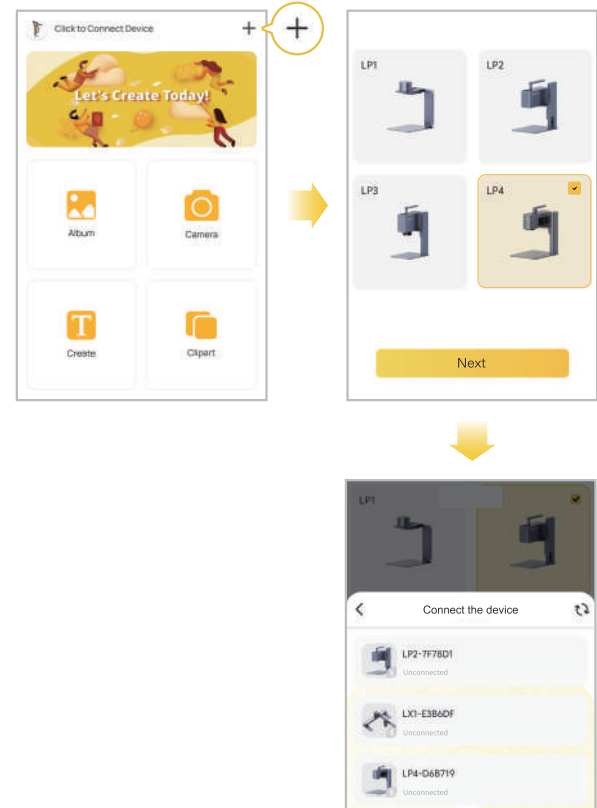 Click to Connect Device
Let's Create Today!
Album
Camera
Create
Clipart
LP1
LP2
LP3
LP4
Next
LP1
Connect the device
LP2-7F78D1
Unconnected
LX1-E3B6DF
Unconnected
LP4-D6B719
Unconnected